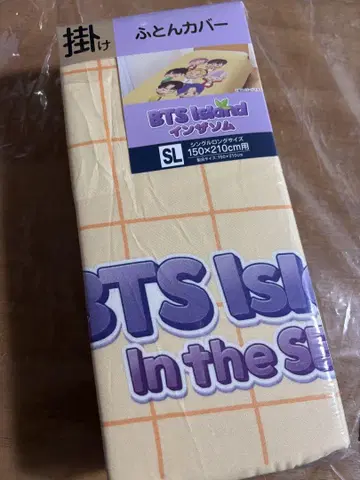 掛け
ふとんカバー
BTS Island
インザソム
SL
シングルロングサイズ
150×210cm用
BTS Isl
In the SE